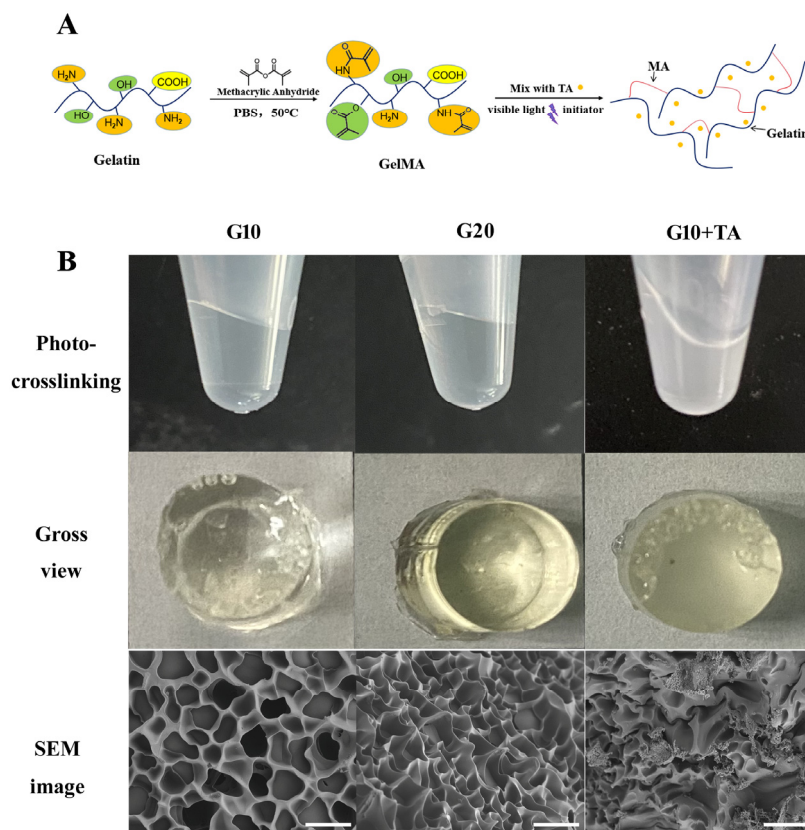 A
H₂N
OH
COOH
HO
H₂N
NH₂
Gelatin
O O
O
Methacrylic Anhydride
PBS，50°C
O
HN
OH
COOH
O
O
H₂N
NH
O
GelMA
Mix with TA
visible light initiator
MA
Gelatin
B
G10 G20 G10+TA
Photo-
crosslinking
Gross
view
SEM
image